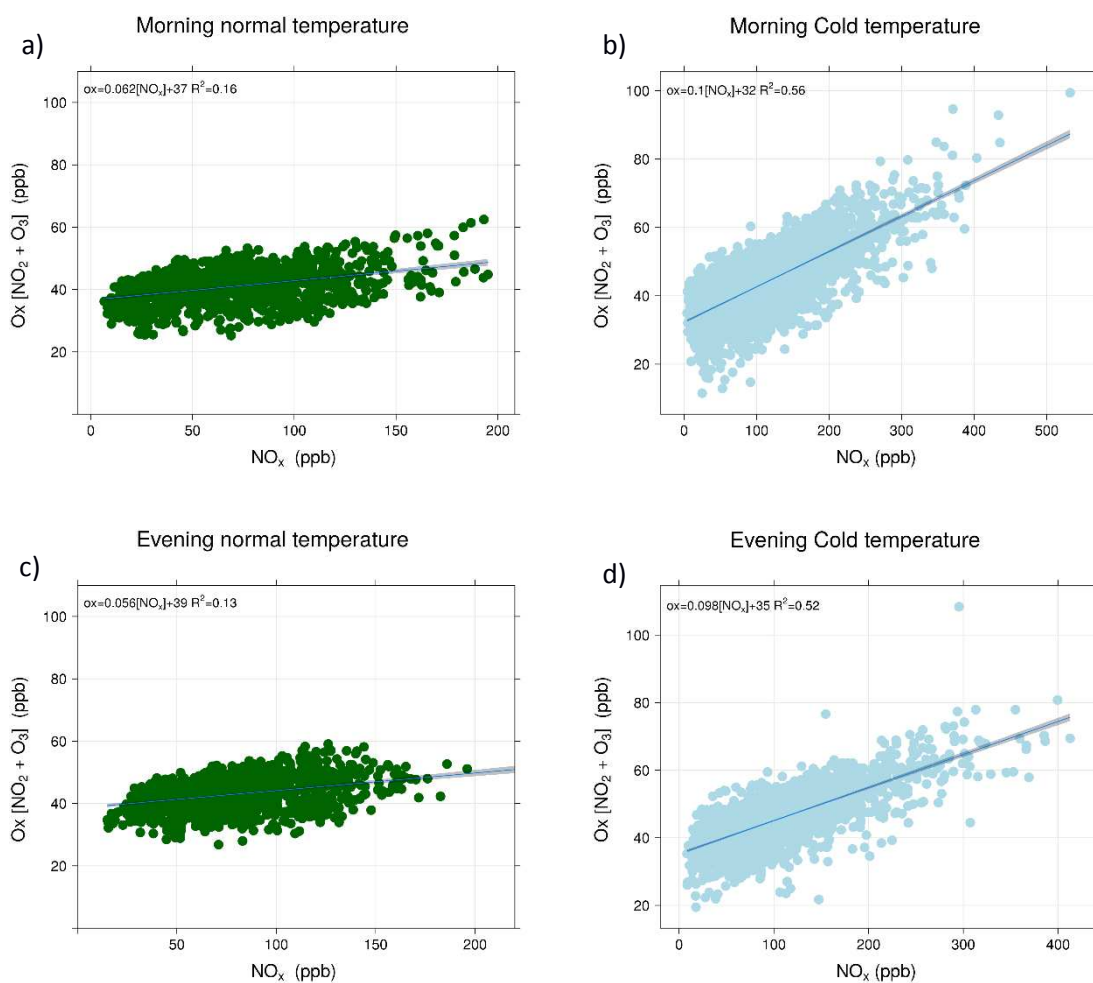 Morning normal temperature
a)
ox=0.062[NOₓ]+37 R²=0.16
100
80
60
40
20
Ox [NO₂ + O₃] (ppb)
0 50 100 150 200
NOₓ (ppb)
Morning Cold temperature
b)
ox=0.1[NOₓ]+32 R²=0.56
100
80
60
40
20
Ox [NO₂ + O₃] (ppb)
0 100 200 300 400 500
NOₓ (ppb)
Evening normal temperature
c)
ox=0.056[NOₓ]+39 R²=0.13
100
80
60
40
20
Ox [NO₂ + O₃] (ppb)
50 100 150 200
NOₓ (ppb)
Evening Cold temperature
d)
ox=0.098[NOₓ]+35 R²=0.52
100
80
60
40
20
Ox [NO₂ + O₃] (ppb)
0 100 200 300 400
NOₓ (ppb)